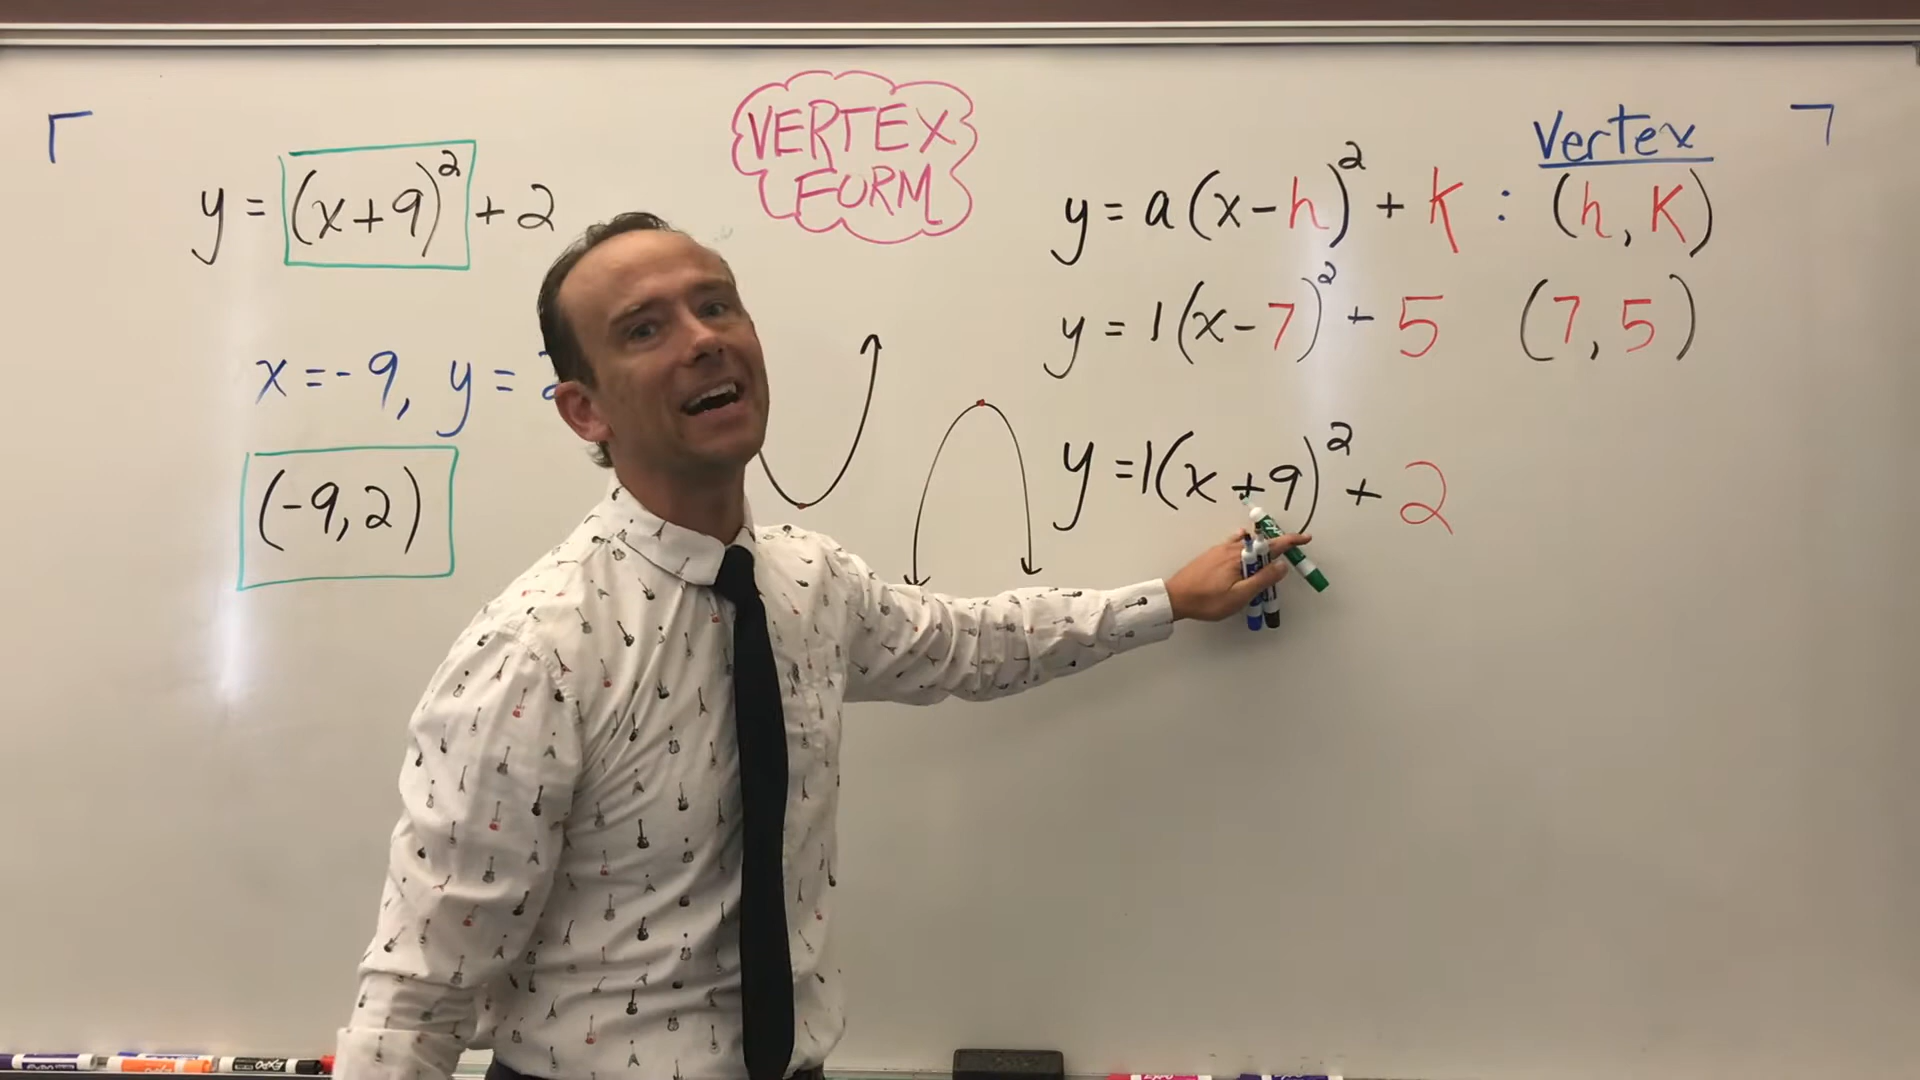 y = (x+9)² + 2
x = -9, y = 2
(-9, 2)
VERTEX
FORM
Vertex
y = a(x-h)² + k : (h, K)
y = 1(x-7)² + 5 (7, 5)
y = 1(x+9)² + 2
EXPO